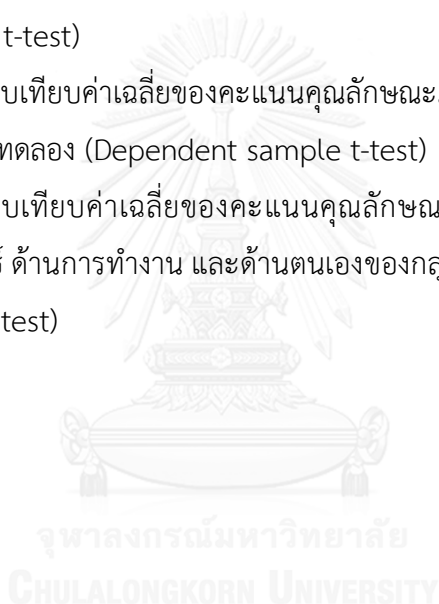 t-test)
บเทียบค่าเฉลี่ยของคะแนนคุณลักษณะ
ทดลอง (Dependent sample t-test)
บเทียบค่าเฉลี่ยของคะแนนคุณลักษณ
ด้านการทำงาน และด้านตนเองของกลุ
test)
จุฬาลงกรณ์มหาวิทยาลัย
CHULALONGKORN UNIVERSITY